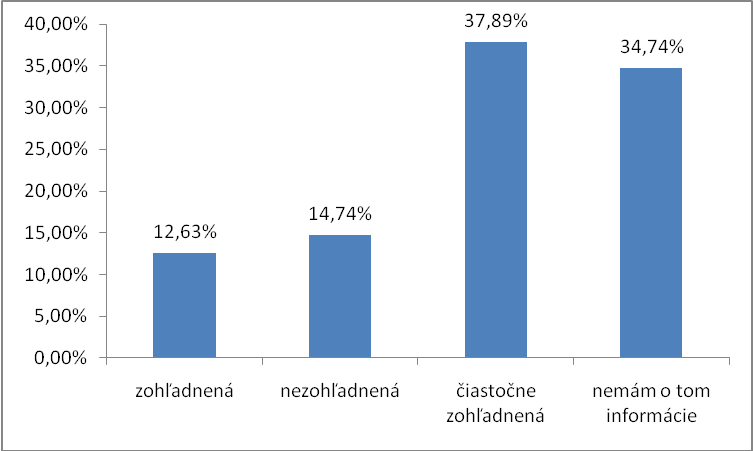 40,00%
35,00%
30,00%
25,00%
20,00%
15,00%
10,00%
5,00%
0,00%
12,63%
14,74%
37,89%
34,74%
zohľadnená
nezohľadnená
čiastočne
zohľadnená
nemám o tom
informácie